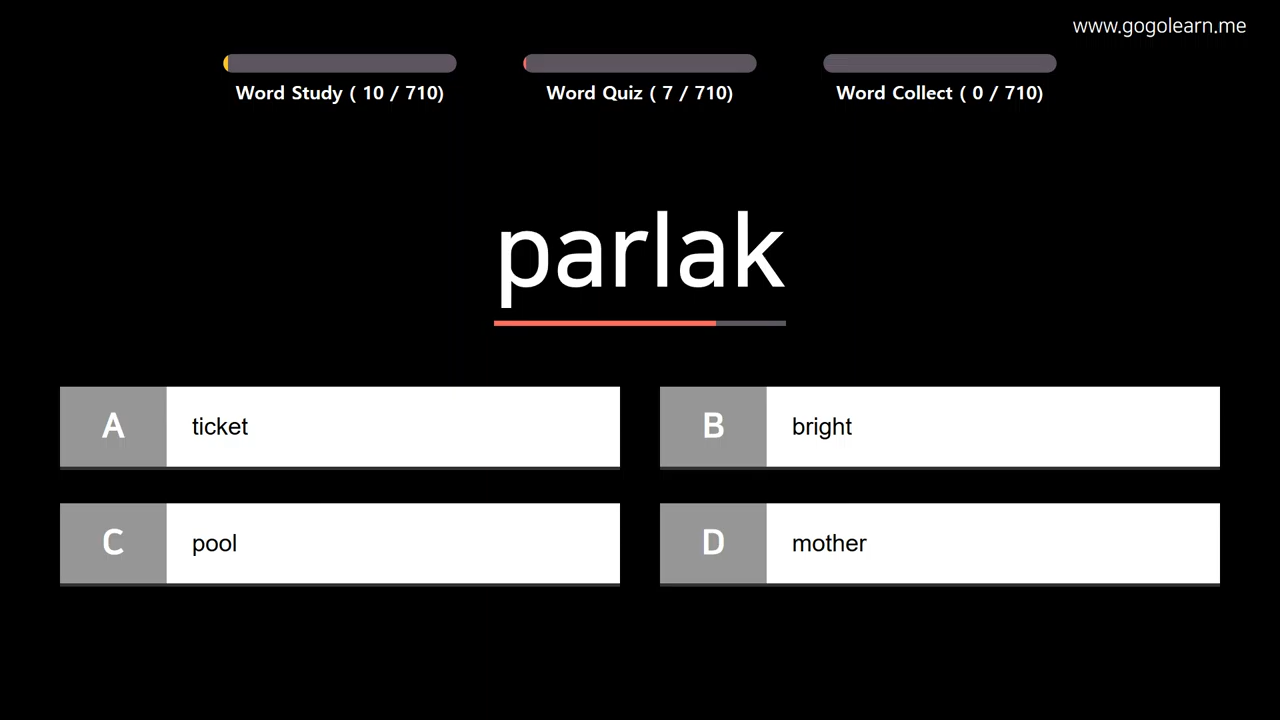 www.gogolearn.me
Word Study ( 10 / 710)
Word Quiz ( 7 / 710)
Word Collect ( 0 / 710)
parlak
A ticket
B bright
C pool
D mother